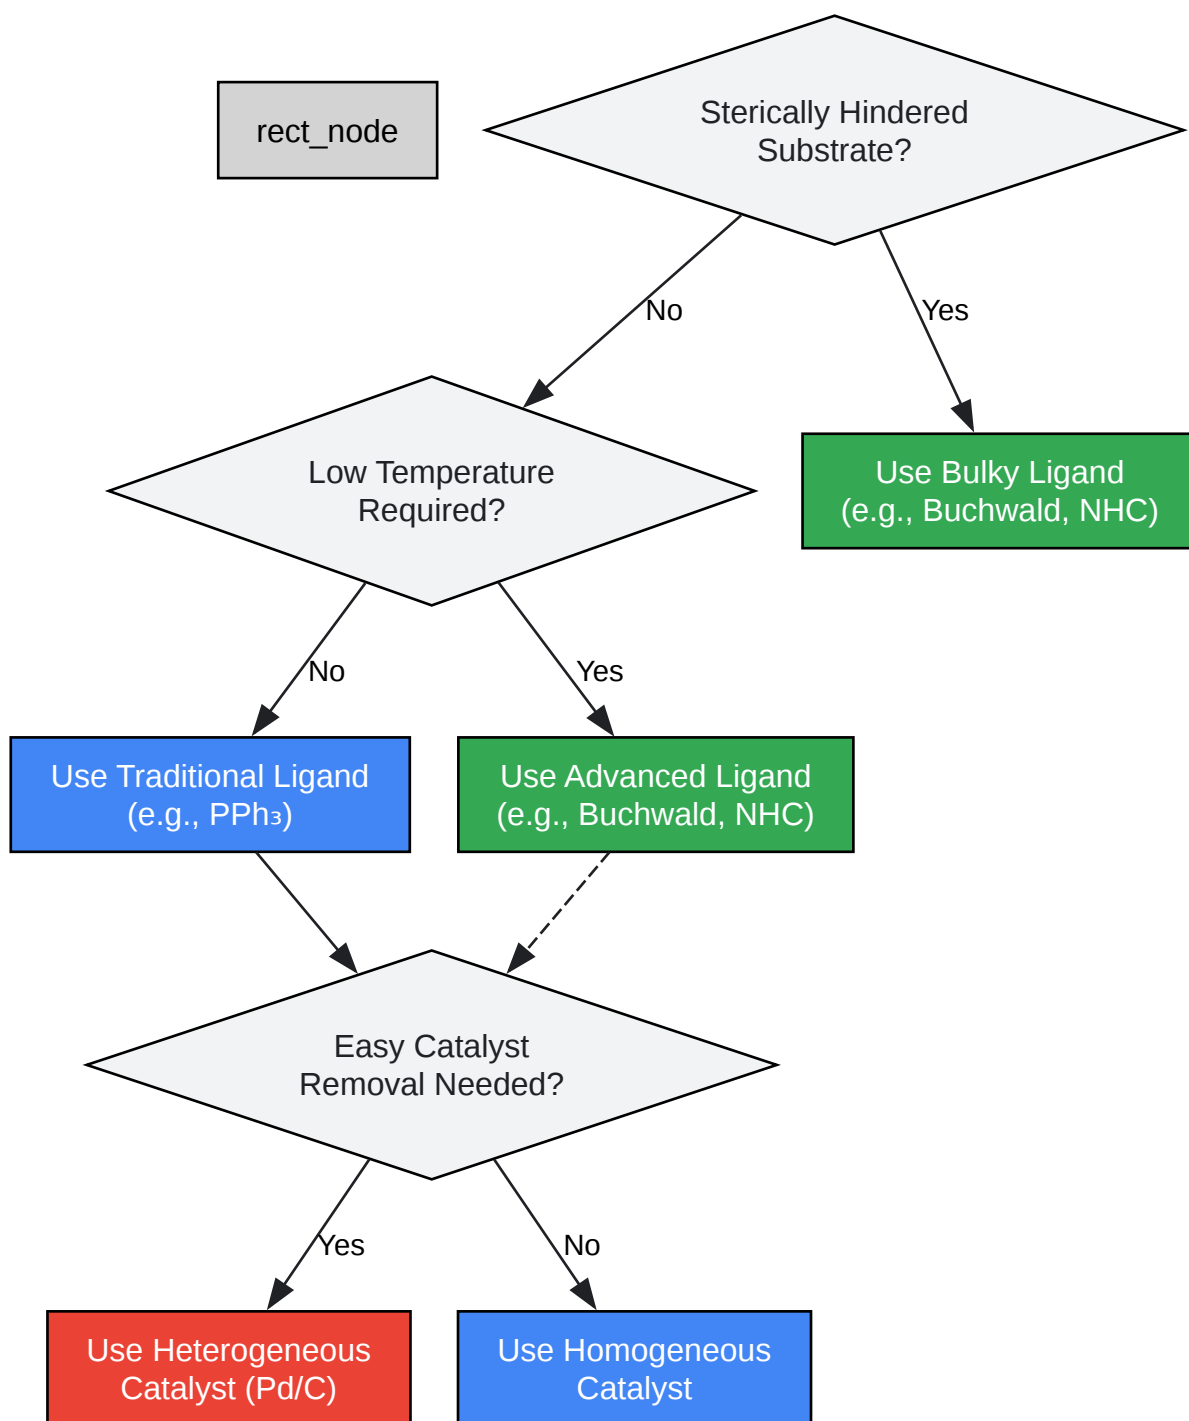 rect_node
Sterically Hindered
Substrate?
No
Yes
Low Temperature
Required?
Use Bulky Ligand
(e.g., Buchwald, NHC)
No
Yes
Use Traditional Ligand
(e.g., PPh₃)
Use Advanced Ligand
(e.g., Buchwald, NHC)
Easy Catalyst
Removal Needed?
Yes
No
Use Heterogeneous
Catalyst (Pd/C)
Use Homogeneous
Catalyst